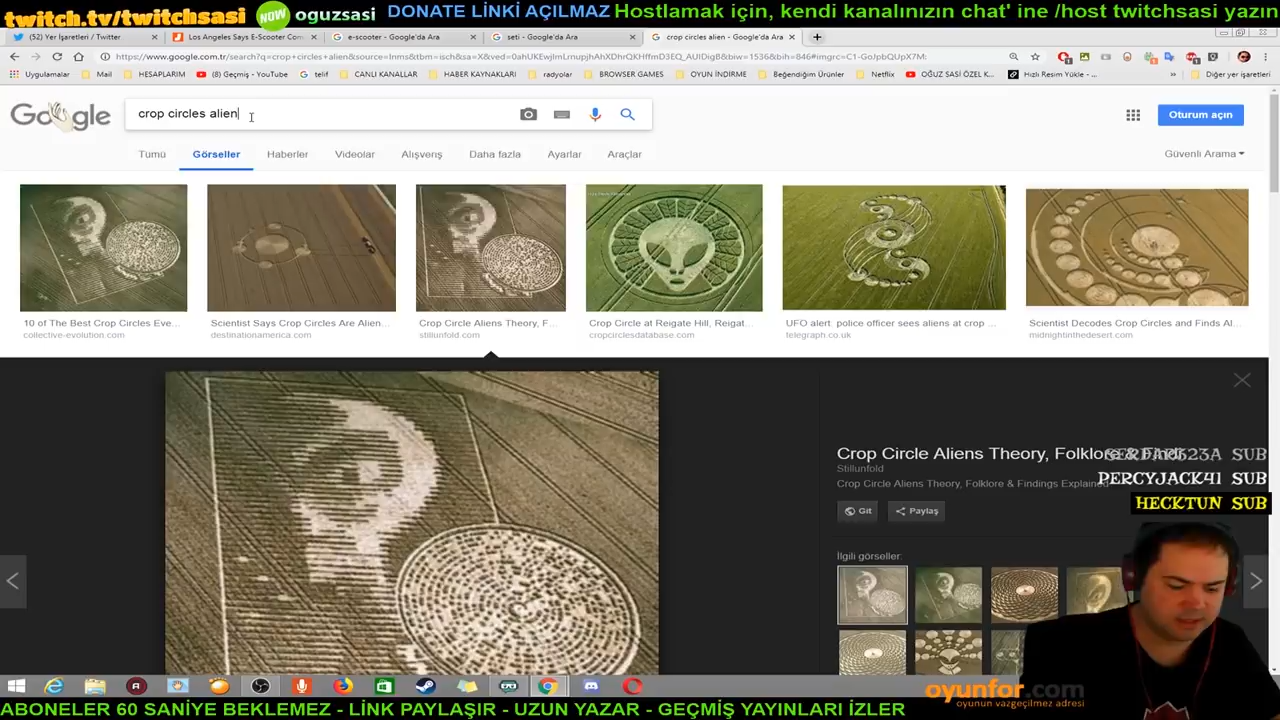 twitch.tv/twitchsasi NOW oguzsasi DONATE LİNKİ AÇILMAZ Hostlamak için, kendi kanalınızın chat' ine /host twitchsasi yazın
(52) Yer İşaretleri / Twitter × Los Angeles Says E-Scooter Com × e-scooter - Google'da Ara × seti - Google'da Ara × crop circles alien - Google'da Ara ×
Uygulamalar Mail HESAPLARIM (8) Geçmiş - YouTube telif CANLI KANALLAR HABER KAYNAKLARI radyolar BROWSER GAMES OYUN İNDİRME Beğendiğim Ürünler Netflix OĞUZ SASİ ÖZEL K... Hızlı Resim Yükle - ... » Diğer yer işaretleri
Google crop circles alien Oturum açın
Tümü Görseller Haberler Videolar Alışveriş Daha fazla Ayarlar Araçlar Güvenli Arama
10 of The Best Crop Circles Eve... Scientist Says Crop Circles Are Alien... Crop Circle Aliens Theory, F... Crop Circle at Reigate Hill, Reigat... UFO alert: police officer sees aliens at crop ... Scientist Decodes Crop Circles and Finds Al...
collective-evolution.com destinationamerica.com stillunfold.com cropcirclesdatabase.com telegraph.co.uk midnightinthedesert.com
Crop Circle Aliens Theory, Folklore & Findi
SUB
Stillunfold
Crop Circle Aliens Theory, Folklore & Findings Explained
PERCYJACK41 SUB
HECKTUN SUB
Git Paylaş
İlgili görseller:
oyunfor.com
oyunun vazgeçilmez adresi
ABONELER 60 SANİYE BEKLEMEZ - LİNK PAYLAŞIR - UZUN YAZAR - GEÇMİŞ YAYINLARI İZLER